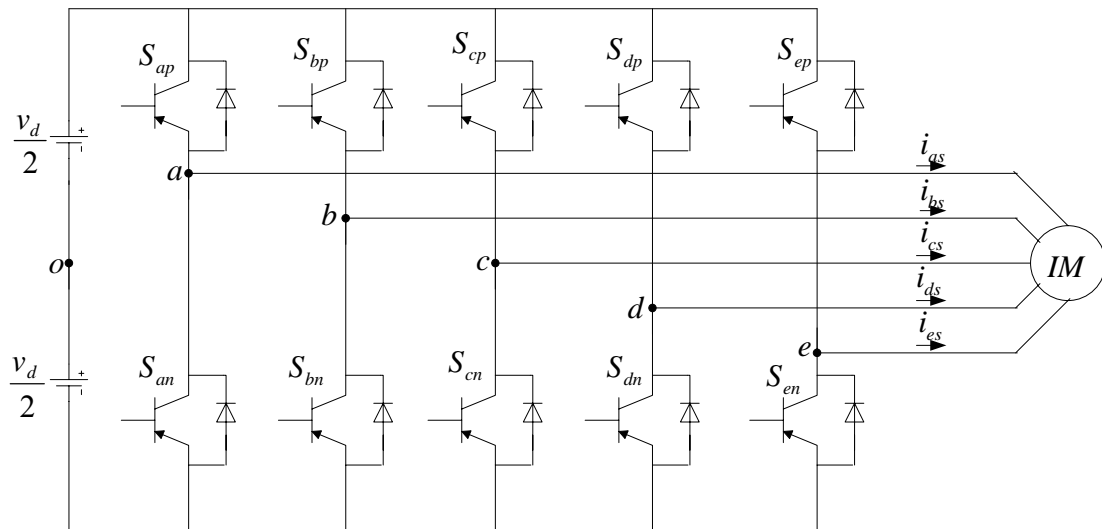 S_ap S_bp S_cp S_dp S_ep
v_d/2 + -
a i_as
b i_bs
o c i_cs IM
d i_ds
e i_es
v_d/2 + -
S_an S_bn S_cn S_dn S_en